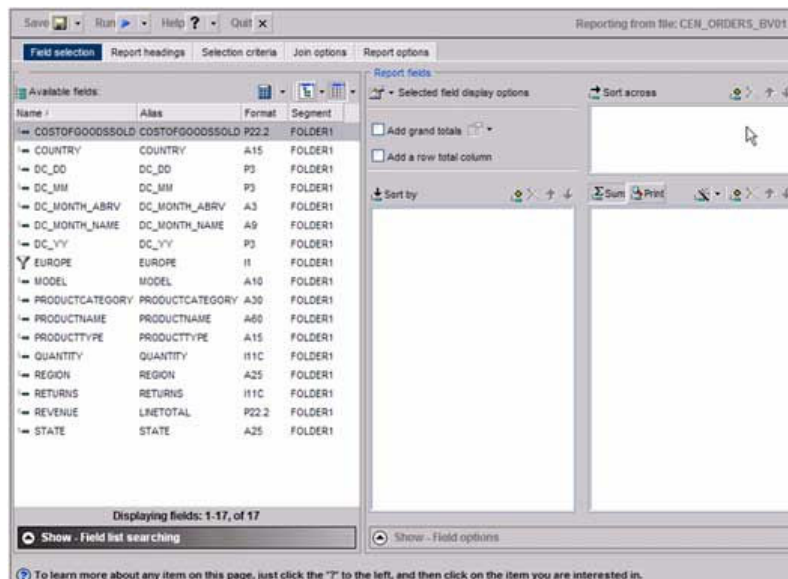 Save Run Help ? Quit x Reporting from file: CEN_ORDERS_BV01
Field selection Report headings Selection criteria Join options Report options
Available fields:
Name / Alias Format Segment
COSTOFGOODSSOLD COSTOFGOODSSOLD P22.2 FOLDER1
COUNTRY COUNTRY A15 FOLDER1
DC_DD DC_DD P3 FOLDER1
DC_MM DC_MM P3 FOLDER1
DC_MONTH_ABRV DC_MONTH_ABRV A3 FOLDER1
DC_MONTH_NAME DC_MONTH_NAME A9 FOLDER1
DC_YY DC_YY P3 FOLDER1
EUROPE EUROPE I1 FOLDER1
MODEL MODEL A10 FOLDER1
PRODUCTCATEGORY PRODUCTCATEGORY A30 FOLDER1
PRODUCTNAME PRODUCTNAME A60 FOLDER1
PRODUCTTYPE PRODUCTTYPE A15 FOLDER1
QUANTITY QUANTITY I11C FOLDER1
REGION REGION A25 FOLDER1
RETURNS RETURNS I11C FOLDER1
REVENUE LINETOTAL P22.2 FOLDER1
STATE STATE A25 FOLDER1
Displaying fields: 1-17, of 17
Show - Field list searching
Report fields
Selected field display options
Add grand totals
Add a row total column
Sort across
Sort by
Sum Print
Show - Field options
? To learn more about any item on this page, just click the "?" to the left, and then click on the item you are interested in.